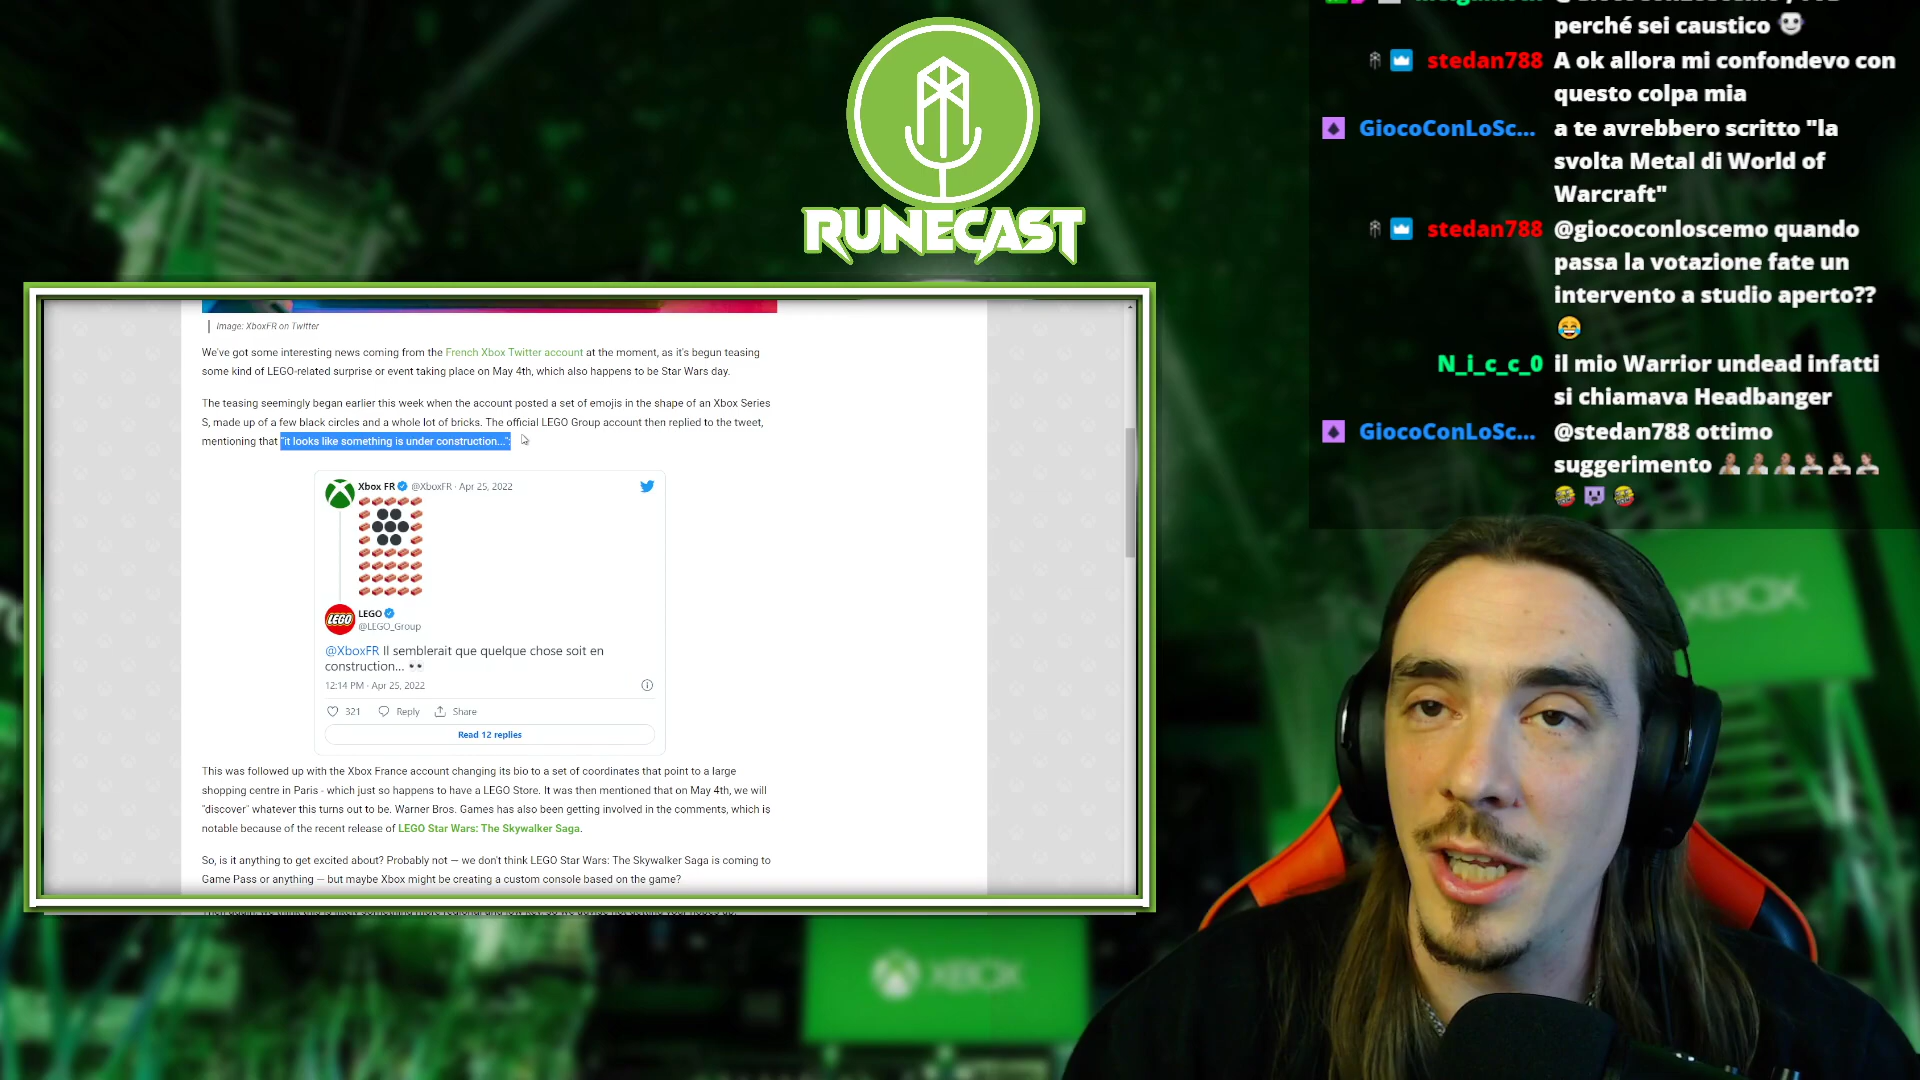 RUNECAST
Image: XboxFR on Twitter
We've got some interesting news coming from the French Xbox Twitter account at the moment, as it's begun teasing
some kind of LEGO-related surprise or event taking place on May 4th, which also happens to be Star Wars day.
The teasing seemingly began earlier this week when the account posted a set of emojis in the shape of an Xbox Series
S, made up of a few black circles and a whole lot of bricks. The official LEGO Group account then replied to the tweet,
mentioning that "it looks like something is under construction...":
Xbox FR @XboxFR · Apr 25, 2022
LEGO
LEGO
@LEGO_Group
@XboxFR Il semblerait que quelque chose soit en
construction... 👀
12:14 PM · Apr 25, 2022
321 Reply Share
Read 12 replies
This was followed up with the Xbox France account changing its bio to a set of coordinates that point to a large
shopping centre in Paris - which just so happens to have a LEGO Store. It was then mentioned that on May 4th, we will
"discover" whatever this turns out to be. Warner Bros. Games has also been getting involved in the comments, which is
notable because of the recent release of LEGO Star Wars: The Skywalker Saga.
So, is it anything to get excited about? Probably not — we don't think LEGO Star Wars: The Skywalker Saga is coming to
Game Pass or anything — but maybe Xbox might be creating a custom console based on the game?
perché sei caustico
stedan788 A ok allora mi confondevo con
questo colpa mia
GiocoConLoSc... a te avrebbero scritto "la
svolta Metal di World of
Warcraft"
stedan788 @giococonloscemo quando
passa la votazione fate un
intervento a studio aperto??
😂
N_i_c_c_0 il mio Warrior undead infatti
si chiamava Headbanger
GiocoConLoSc... @stedan788 ottimo
suggerimento
XBOX
XBOX